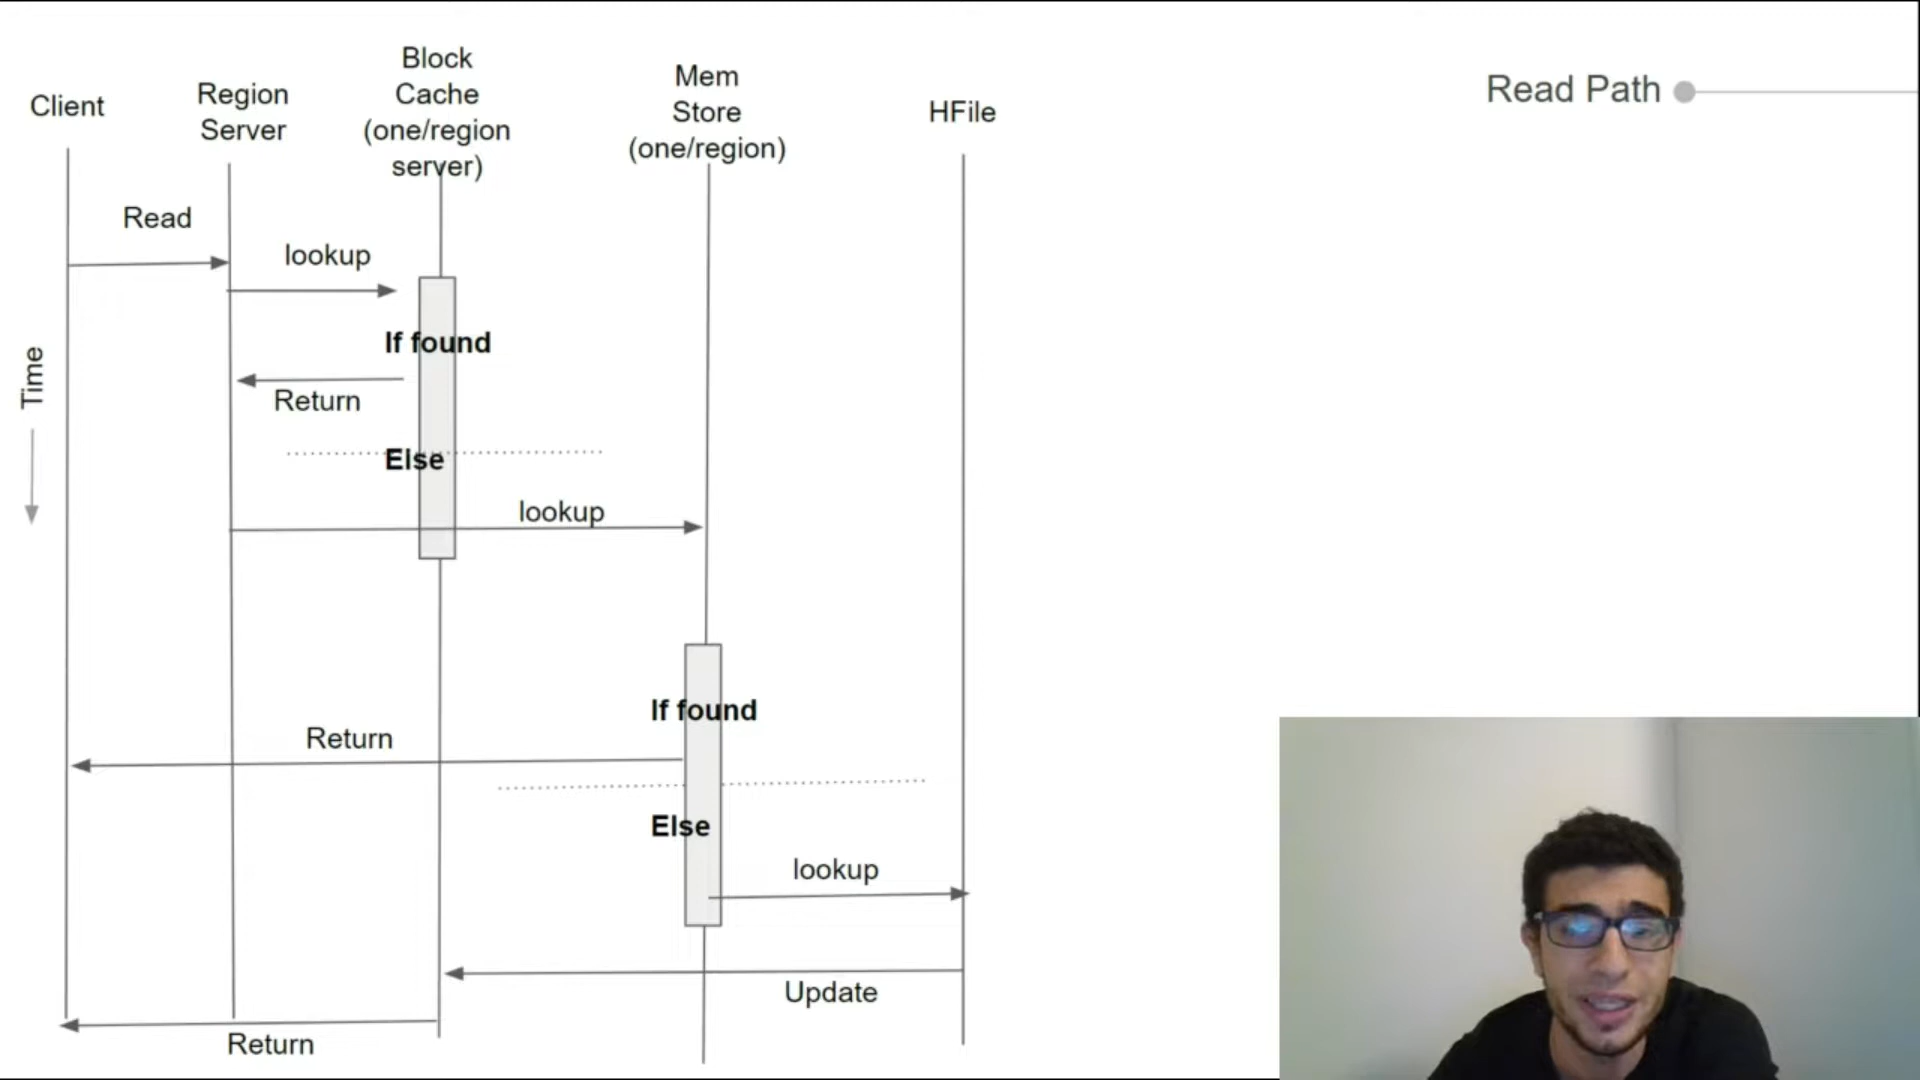 Client
Region
Server
Block
Cache
(one/region
server)
Mem
Store
(one/region)
HFile
Read Path
Read
lookup
If found
Return
Time
Else
lookup
If found
Return
Else
lookup
Update
Return